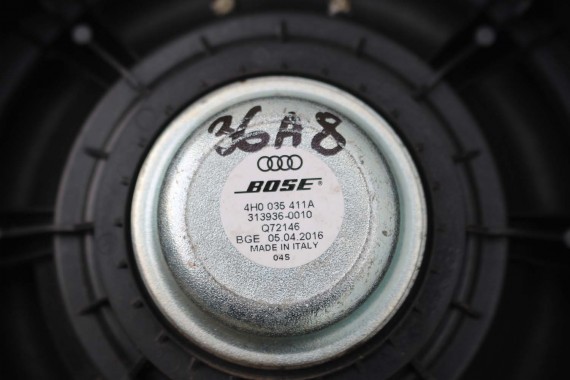 36A8
BOSE
4H0 035 411A
313936-0010
Q72146
BGE 05.04.2016
MADE IN ITALY
04S